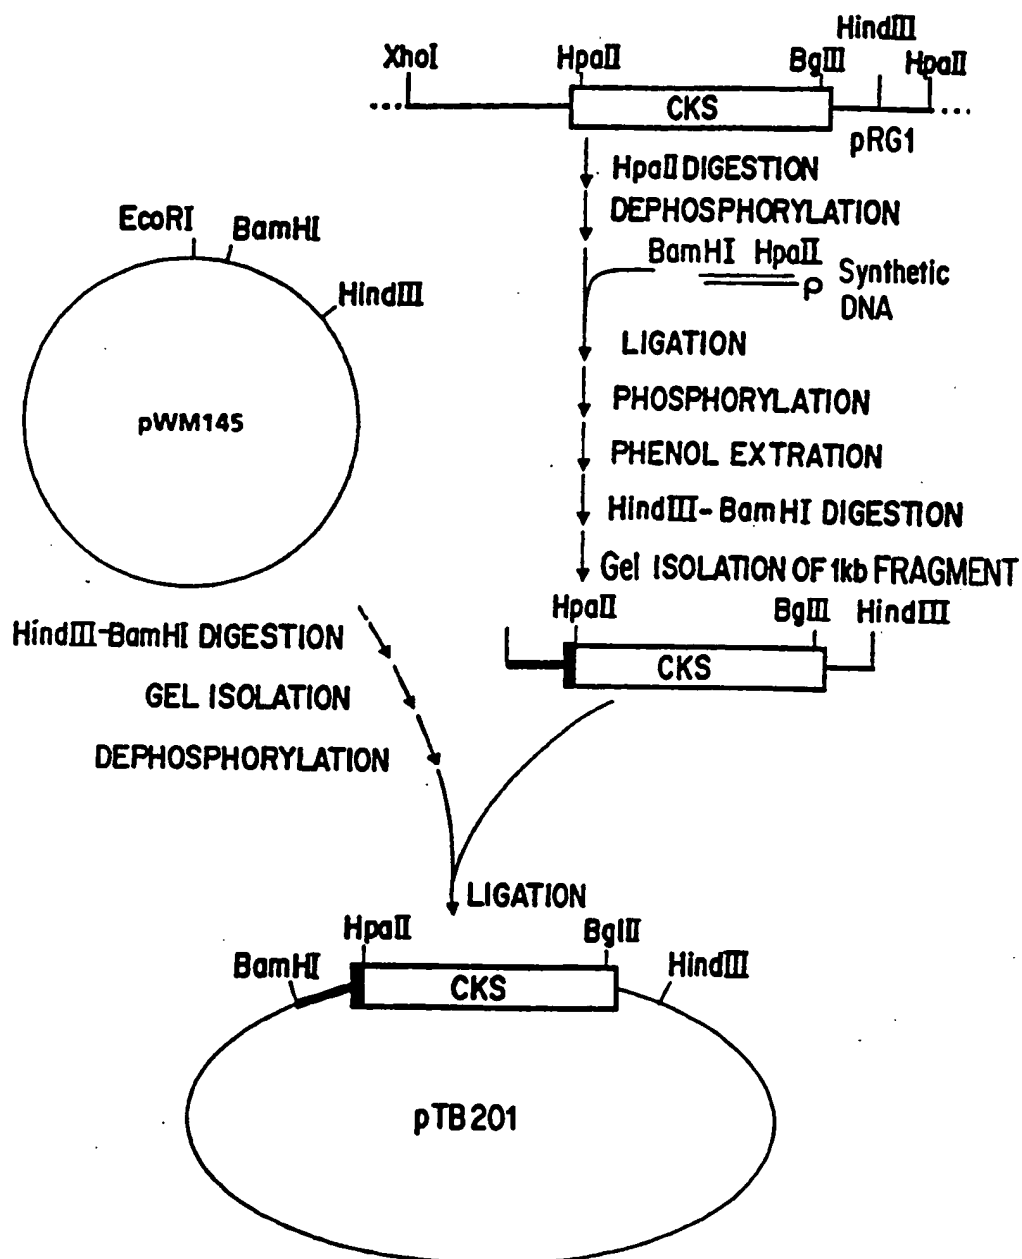 HindIII
XhoI HpaII BglII HpaII
CKS
pRG1
HpaII DIGESTION
DEPHOSPHORYLATION
BamHI HpaII
P Synthetic
DNA
LIGATION
PHOSPHORYLATION
PHENOL EXTRATION
HindIII-BamHI DIGESTION
Gel ISOLATION OF 1kb FRAGMENT
HpaII BglII HindIII
CKS
EcoRI BamHI
HindIII
pWM145
HindIII-BamHI DIGESTION
GEL ISOLATION
DEPHOSPHORYLATION
LIGATION
HpaII BglII
BamHI HindIII
CKS
pTB201